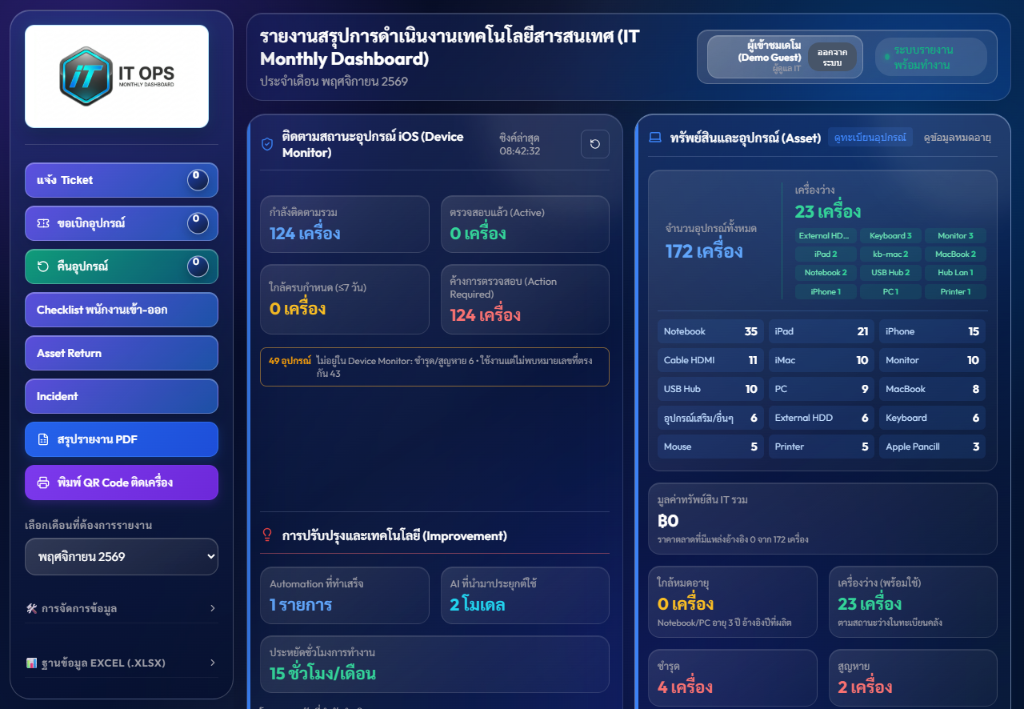 IT OPS
MONTHLY DASHBOARD
แจ้ง Ticket
0
ขอเบิกอุปกรณ์
0
คืนอุปกรณ์
0
Checklist พนักงานเข้า-ออก
Asset Return
Incident
สรุปรายงาน PDF
พิมพ์ QR Code ติดเครื่อง
เลือกเดือนที่ต้องการรายงาน
พฤศจิกายน 2569
🛠️ การจัดการข้อมูล
📊 ฐานข้อมูล EXCEL (.XLSX)
รายงานสรุปการดำเนินงานเทคโนโลยีสารสนเทศ (IT
Monthly Dashboard)
ประจำเดือน พฤศจิกายน 2569
ผู้เข้าชมเดโม
(Demo Guest)
ผู้ดูแล IT
ออกจาก
ระบบ
ระบบรายงาน
พร้อมทำงาน
ติดตามสถานะอุปกรณ์ iOS (Device
Monitor)
ซิงค์ล่าสุด
08:42:32
กำลังติดตามรวม
124 เครื่อง
ตรวจสอบแล้ว (Active)
0 เครื่อง
ใกล้ครบกำหนด (≤7 วัน)
0 เครื่อง
ค้างการตรวจสอบ (Action
Required)
124 เครื่อง
49 อุปกรณ์ ไม่อยู่ใน Device Monitor: ชำรุด/สูญหาย 6 • ใช้งานแต่ไม่พบหมายเลขที่ตรง
กัน 43
การปรับปรุงและเทคโนโลยี (Improvement)
Automation ที่ทำเสร็จ
1 รายการ
AI ที่นำมาประยุกต์ใช้
2 โมเดล
ประหยัดชั่วโมงการทำงาน
15 ชั่วโมง/เดือน
ทรัพย์สินและอุปกรณ์ (Asset)
ดูทะเบียนอุปกรณ์
ดูข้อมูลหมดอายุ
จำนวนอุปกรณ์ทั้งหมด
172 เครื่อง
เครื่องว่าง
23 เครื่อง
External HD... Keyboard 3 Monitor 3
iPad 2 kb-mac 2 MacBook 2
Notebook 2 USB Hub 2 Hub Lan 1
iPhone 1 PC 1 Printer 1
Notebook 35 iPad 21 iPhone 15
Cable HDMI 11 iMac 10 Monitor 10
USB Hub 10 PC 9 MacBook 8
อุปกรณ์เสริม/อื่นๆ 6 External HDD 6 Keyboard 6
Mouse 5 Printer 5 Apple Pancill 3
มูลค่าทรัพย์สิน IT รวม
฿0
ราคาตลาดที่มีแหล่งอ้างอิง 0 จาก 172 เครื่อง
ใกล้หมดอายุ
0 เครื่อง
Notebook/PC อายุ 3 ปี อ้างอิงปีที่ผลิต
เครื่องว่าง (พร้อมใช้)
23 เครื่อง
ตามสถานะว่างในทะเบียนคลัง
ชำรุด
4 เครื่อง
สูญหาย
2 เครื่อง